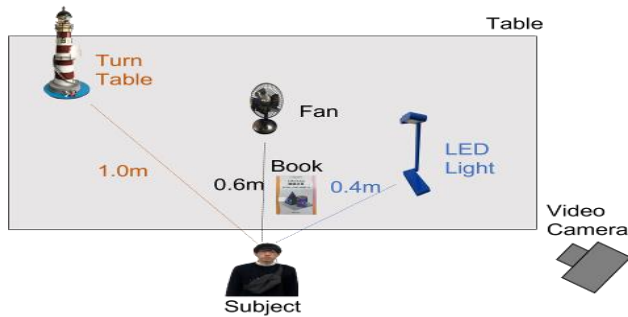 Table
Turn
Table
Fan
LED
Light
Book
1.0m
0.6m
0.4m
Video
Camera
Subject